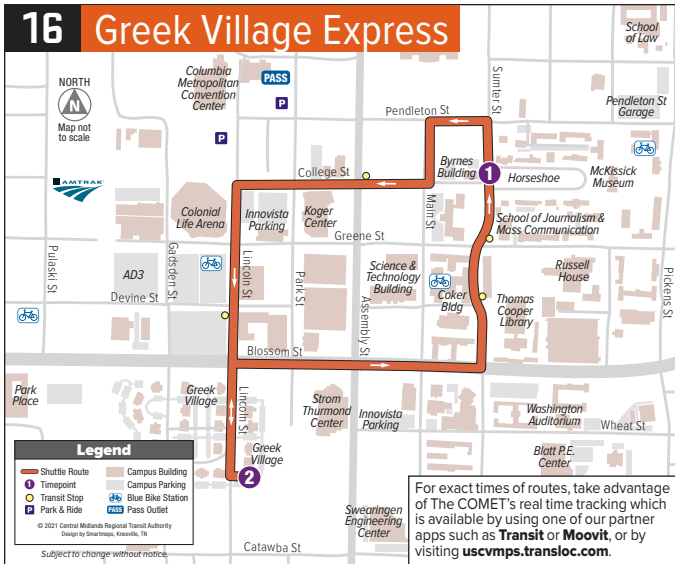 16 Greek Village Express
School
of Law
NORTH
N
Map not
to scale
Columbia
Metropolitan
Convention
Center
PASS
P
P
Sumter St
Pendleton St
Pendleton St
Garage
AMTRAK
College St
Byrnes
Building
1
Horseshoe
McKissick
Museum
Colonial
Life Arena
Innovista
Parking
Koger
Center
Main St
School of Journalism &
Mass Communication
Greene St
Pulaski St
Gadsden St
AD3
Lincoln St
Park St
Assembly St
Science &
Technology
Building
Coker
Bldg
Russell
House
Pickens St
Devine St
Thomas
Cooper
Library
Blossom St
Park
Place
Greek
Village
Lincoln St
Strom
Thurmond
Center
Innovista
Parking
Washington
Auditorium
Wheat St
Greek
Village
2
Blatt P.E.
Center
Swearingen
Engineering
Center
Catawba St
Legend
Shuttle Route
1 Timepoint
Transit Stop
P Park & Ride
Campus Building
Campus Parking
Blue Bike Station
PASS Pass Outlet
© 2021 Central Midlands Regional Transit Authority
Design by Smartmaps, Knoxville, TN
Subject to change without notice.
For exact times of routes, take advantage
of The COMET’s real time tracking which
is available by using one of our partner
apps such as Transit or Moovit, or by
visiting uscvmps.transloc.com.